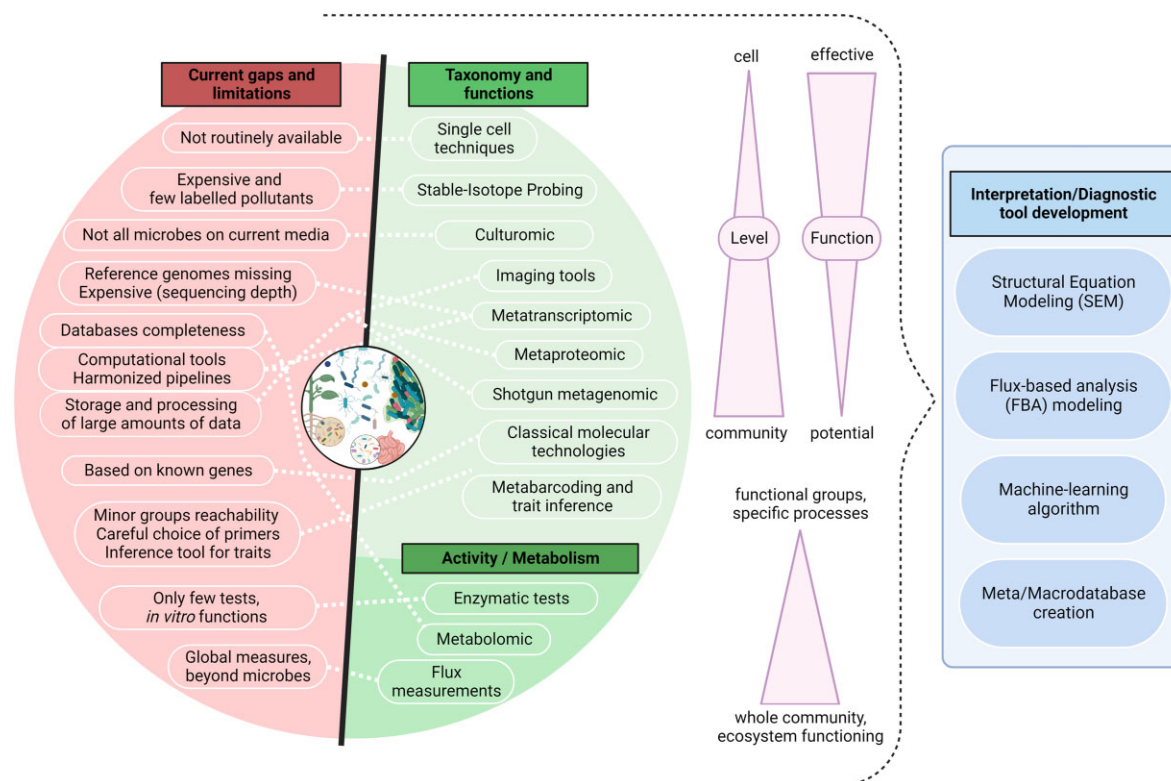 Current gaps and
limitations
Not routinely available
Expensive and
few labelled pollutants
Not all microbes on current media
Reference genomes missing
Expensive (sequencing depth)
Databases completeness
Computational tools
Harmonized pipelines
Storage and processing
of large amounts of data
Based on known genes
Minor groups reachability
Careful choice of primers
Inference tool for traits
Only few tests,
in vitro functions
Global measures,
beyond microbes
Taxonomy and
functions
Single cell
techniques
Stable-Isotope Probing
Culturomic
Imaging tools
Metatranscriptomic
Metaproteomic
Shotgun metagenomic
Classical molecular
technologies
Metabarcoding and
trait inference
Activity / Metabolism
Enzymatic tests
Metabolomic
Flux
measurements
cell
Level
community
effective
Function
potential
functional groups,
specific processes
whole community,
ecosystem functioning
Interpretation/Diagnostic
tool development
Structural Equation
Modeling (SEM)
Flux-based analysis
(FBA) modeling
Machine-learning
algorithm
Meta/Macrodatabase
creation